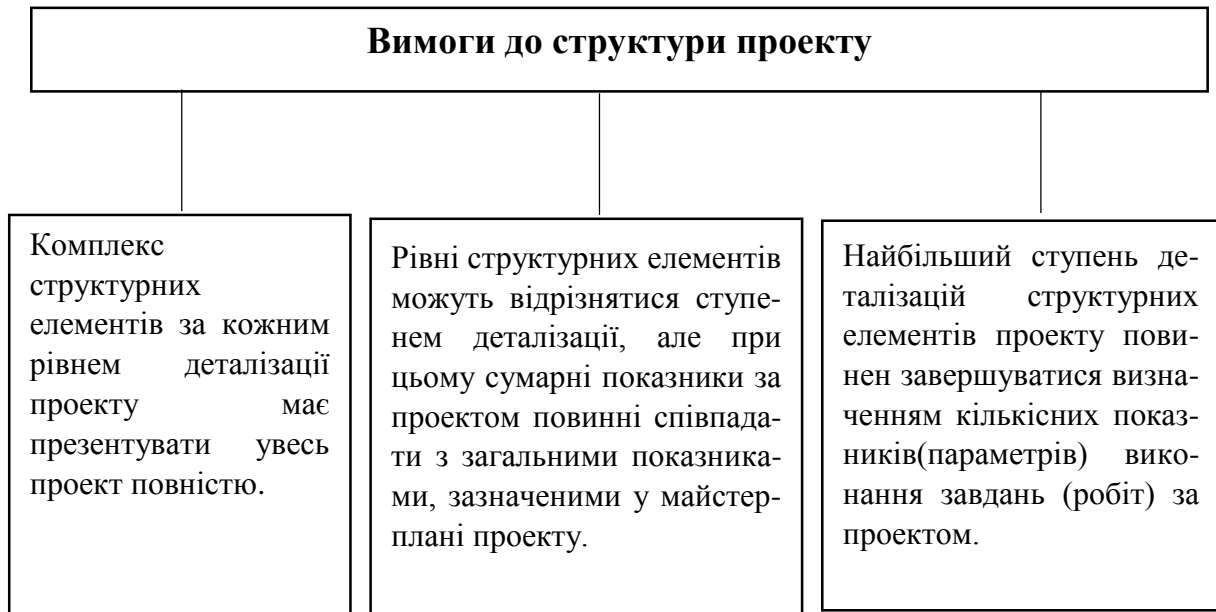 Вимоги до структури проекту
Комплекс
структурних
елементів за кожним
рівнем деталізації
проекту має
презентувати увесь
проект повністю.
Рівні структурних елементів
можуть відрізнятися ступе-
нем деталізації, але при
цьому сумарні показники за
проектом повинні співпада-
ти з загальними показника-
ми, зазначеними у майстер-
плані проекту.
Найбільший ступень де-
талізацій структурних
елементів проекту пови-
нен завершуватися визна-
ченням кількісних показ-
ників(параметрів) вико-
нання завдань (робіт) за
проектом.